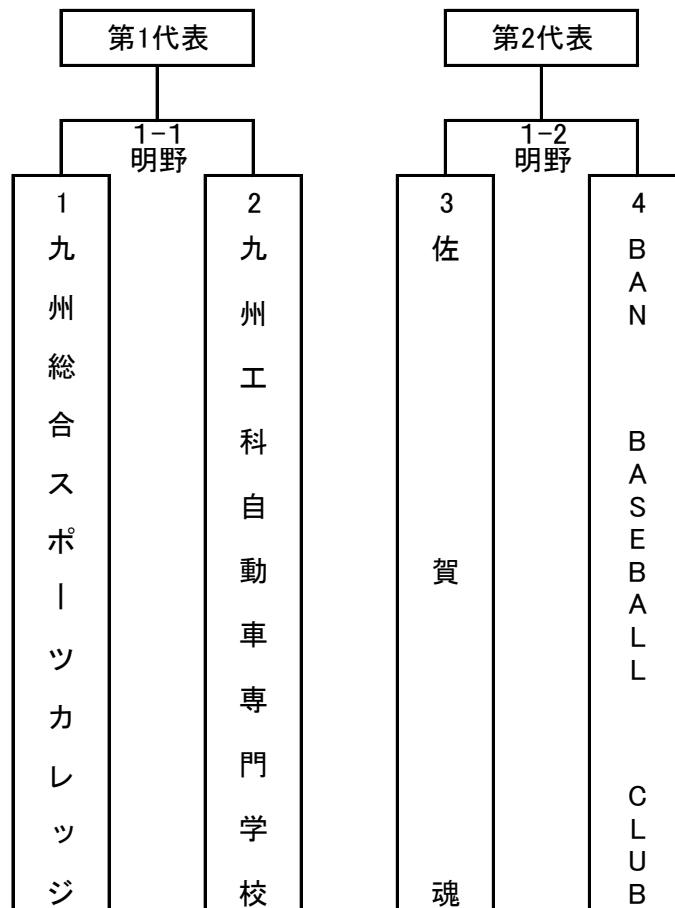 第1代表
第2代表
1-1
明野
1-2
明野
1
九州総合スポーツカレッジ
2
九州工科自動車専門学校
3
佐賀魂
4
BAN BASEBALL CLUB